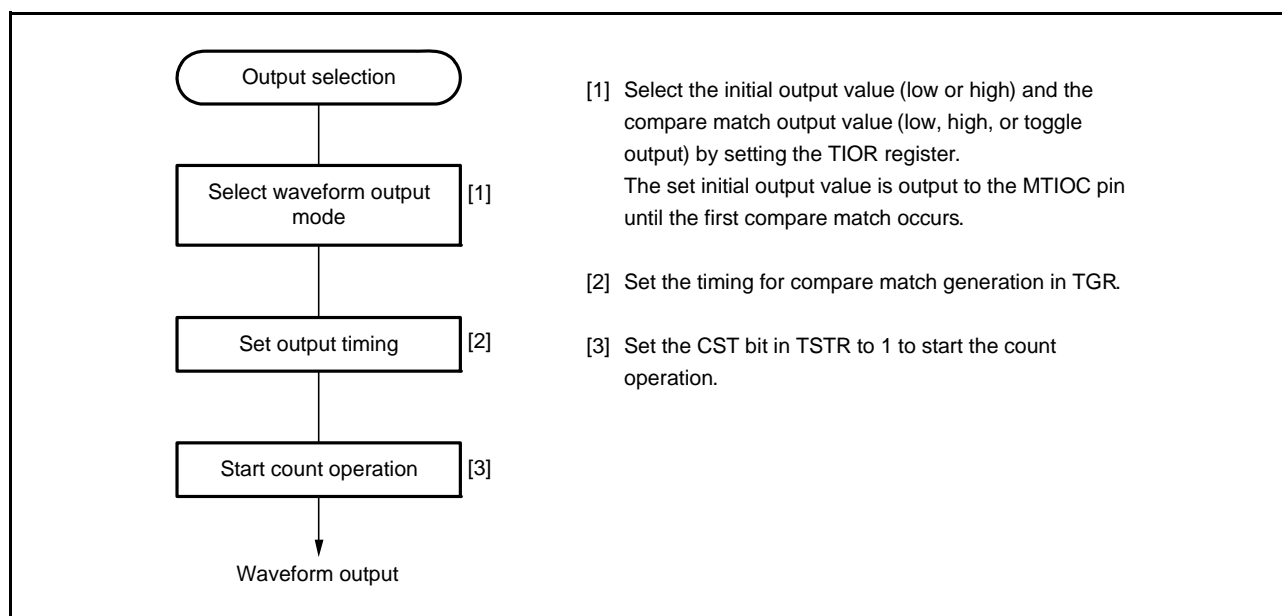 Output selection
Select waveform output
mode
[1]
Set output timing
[2]
Start count operation
[3]
Waveform output
[1] Select the initial output value (low or high) and the
compare match output value (low, high, or toggle
output) by setting the TIOR register.
The set initial output value is output to the MTIOC pin
until the first compare match occurs.
[2] Set the timing for compare match generation in TGR.
[3] Set the CST bit in TSTR to 1 to start the count
operation.